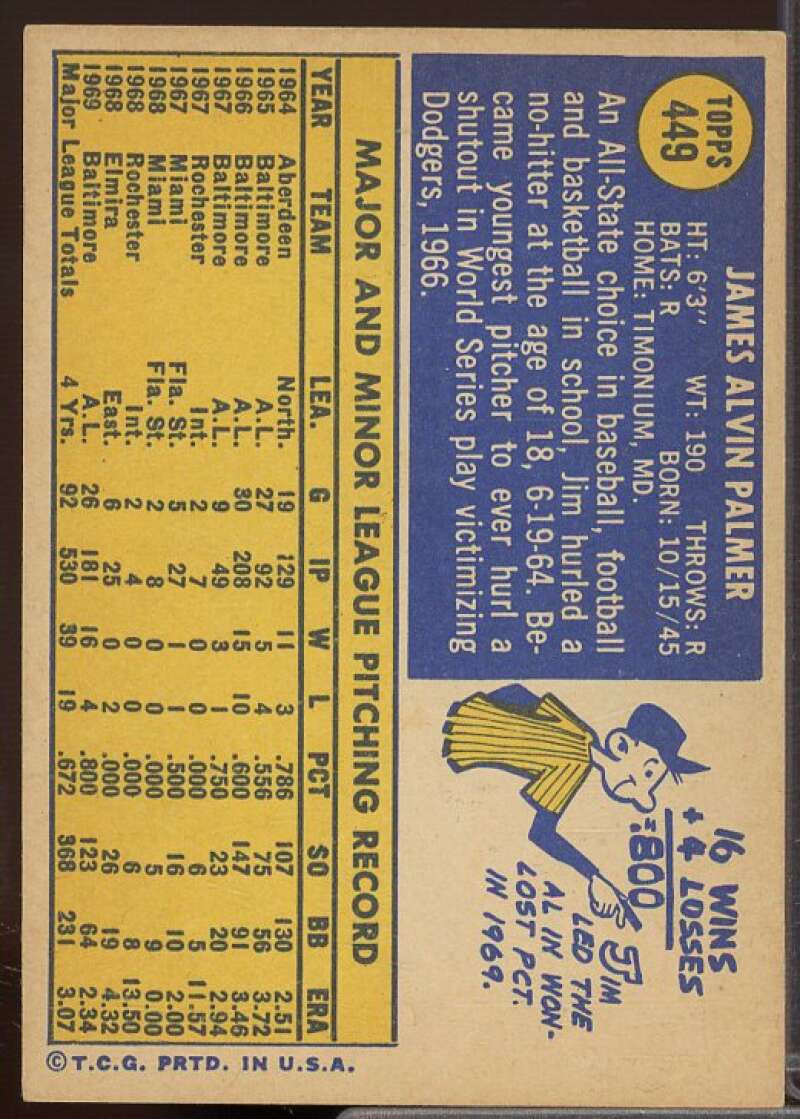 TOPPS
449
JAMES ALVIN PALMER
HT: 6'3" WT: 190 THROWS: R
BATS: R BORN: 10/15/45
HOME: TIMONIUM, MD.
An All-State choice in baseball, football
and basketball in school, Jim hurled a
no-hitter at the age of 18, 6-19-64. Be-
came youngest pitcher to ever hurl a
shutout in World Series play victimizing
Dodgers, 1966.
16 WINS
+ 4 LOSSES
=.800
JIM
LED THE
AL IN WON-
LOST PCT.
IN 1969.
MAJOR AND MINOR LEAGUE PITCHING RECORD
YEAR TEAM LEA. G IP W L PCT SO BB ERA
1964 Aberdeen North. 19 129 11 3 .786 107 130 2.51
1965 Baltimore A.L. 27 92 5 4 .556 75 56 3.72
1966 Baltimore A.L. 30 208 15 10 .600 147 91 3.46
1967 Baltimore A.L. 9 49 3 1 .750 23 20 2.94
1967 Rochester Int. 2 7 0 0 .000 6 5 11.57
1967 Miami Fla. St. 5 27 1 1 .500 16 10 2.00
1968 Miami Fla. St. 2 8 0 0 .000 5 9 0.00
1968 Rochester Int. 2 4 0 0 .000 6 8 13.50
1968 Elmira East. 6 25 0 2 .000 26 19 4.32
1969 Baltimore A.L. 26 181 16 4 .800 123 64 2.34
Major League Totals 4 Yrs. 92 530 39 19 .672 368 231 3.07
© T.C.G. PRTD. IN U.S.A.